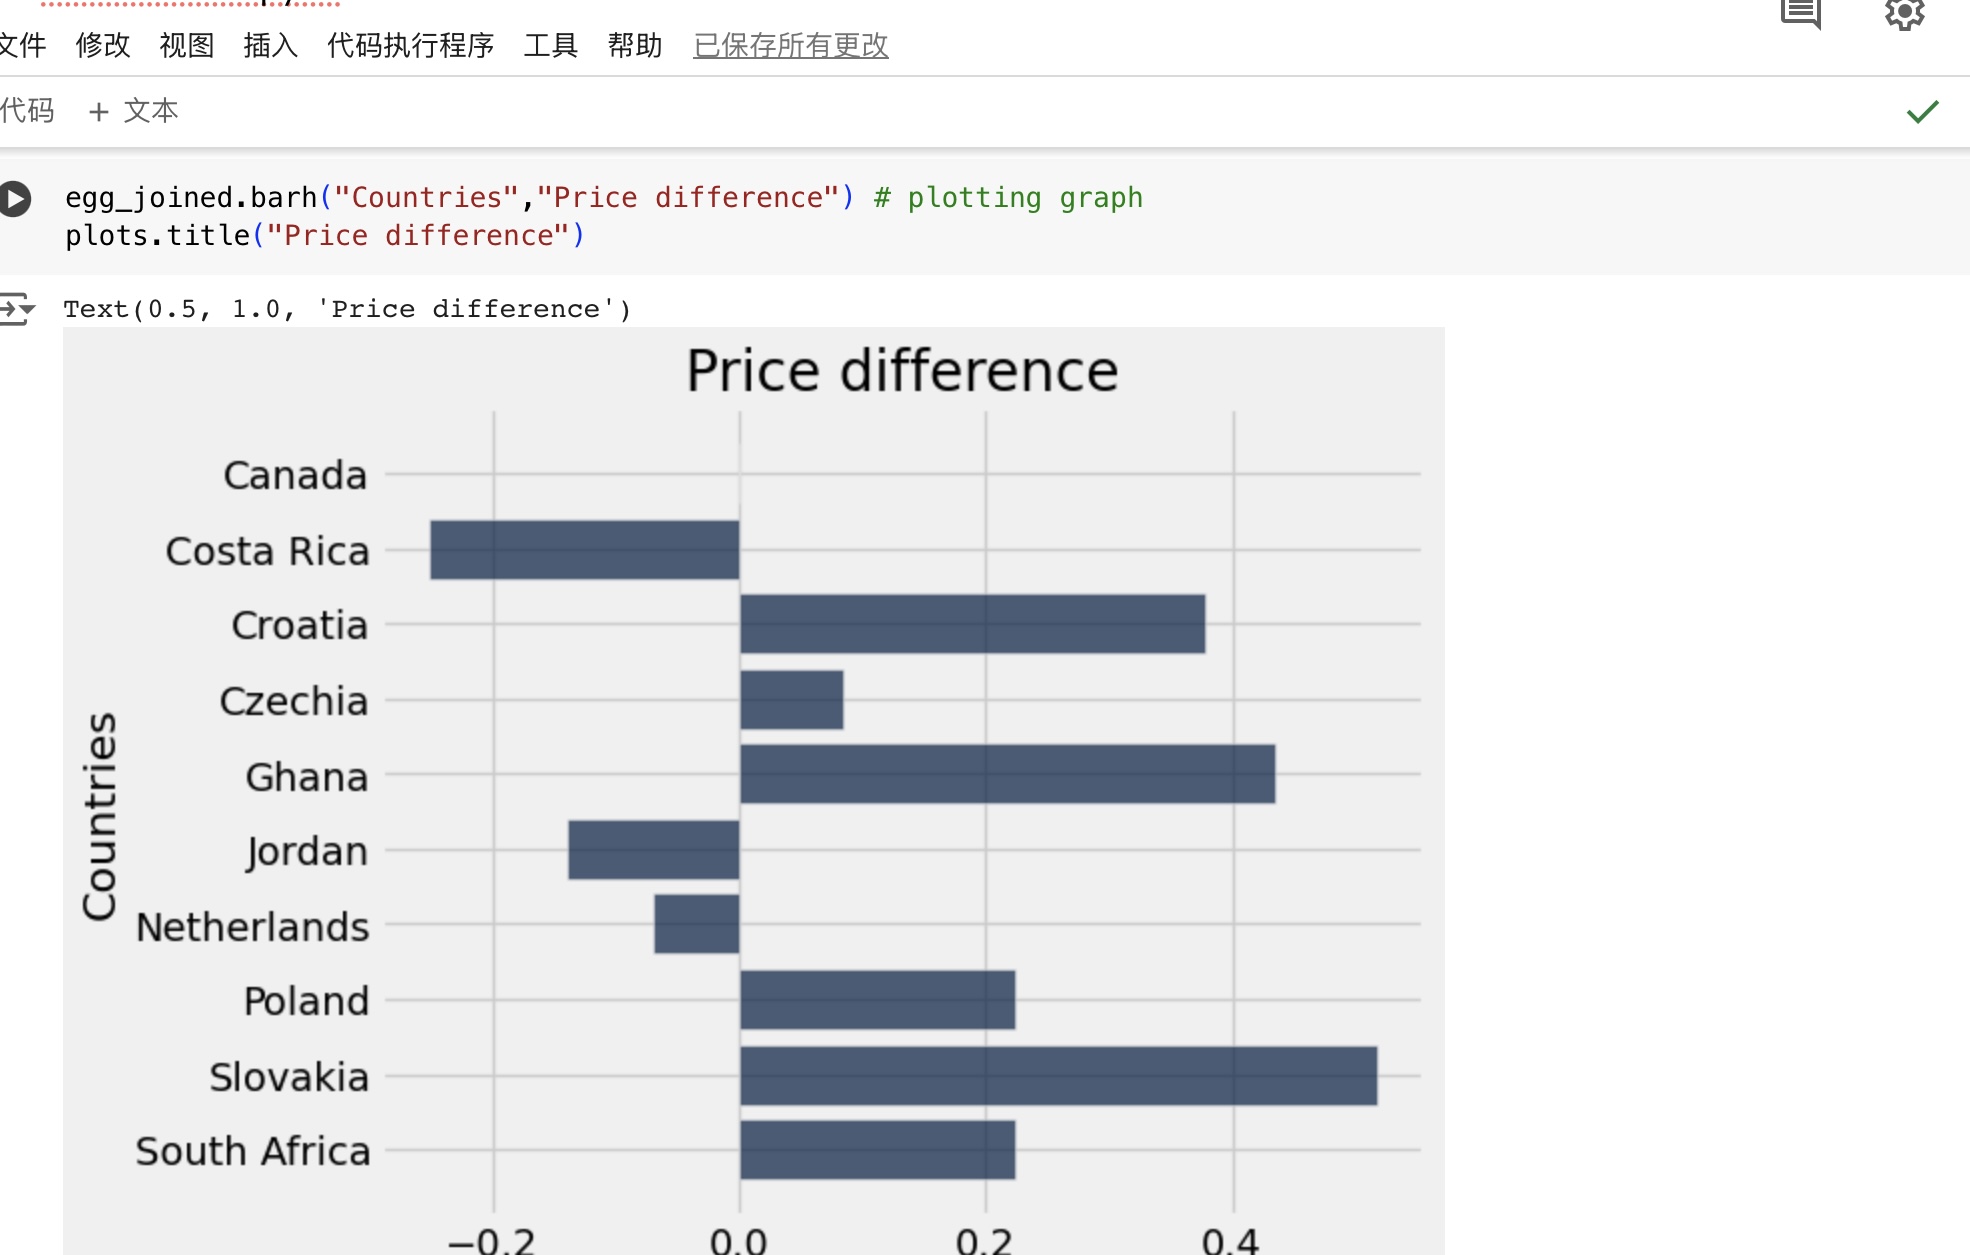 文件 修改 视图 插入 代码执行程序 工具 帮助 已保存所有更改
代码 + 文本
egg_joined.barh("Countries","Price difference") # plotting graph
plots.title("Price difference")
Text(0.5, 1.0, 'Price difference')
Price difference
Canada
Costa Rica
Croatia
Czechia
Ghana
Jordan
Netherlands
Poland
Slovakia
South Africa
Countries
−0.2 0.0 0.2 0.4